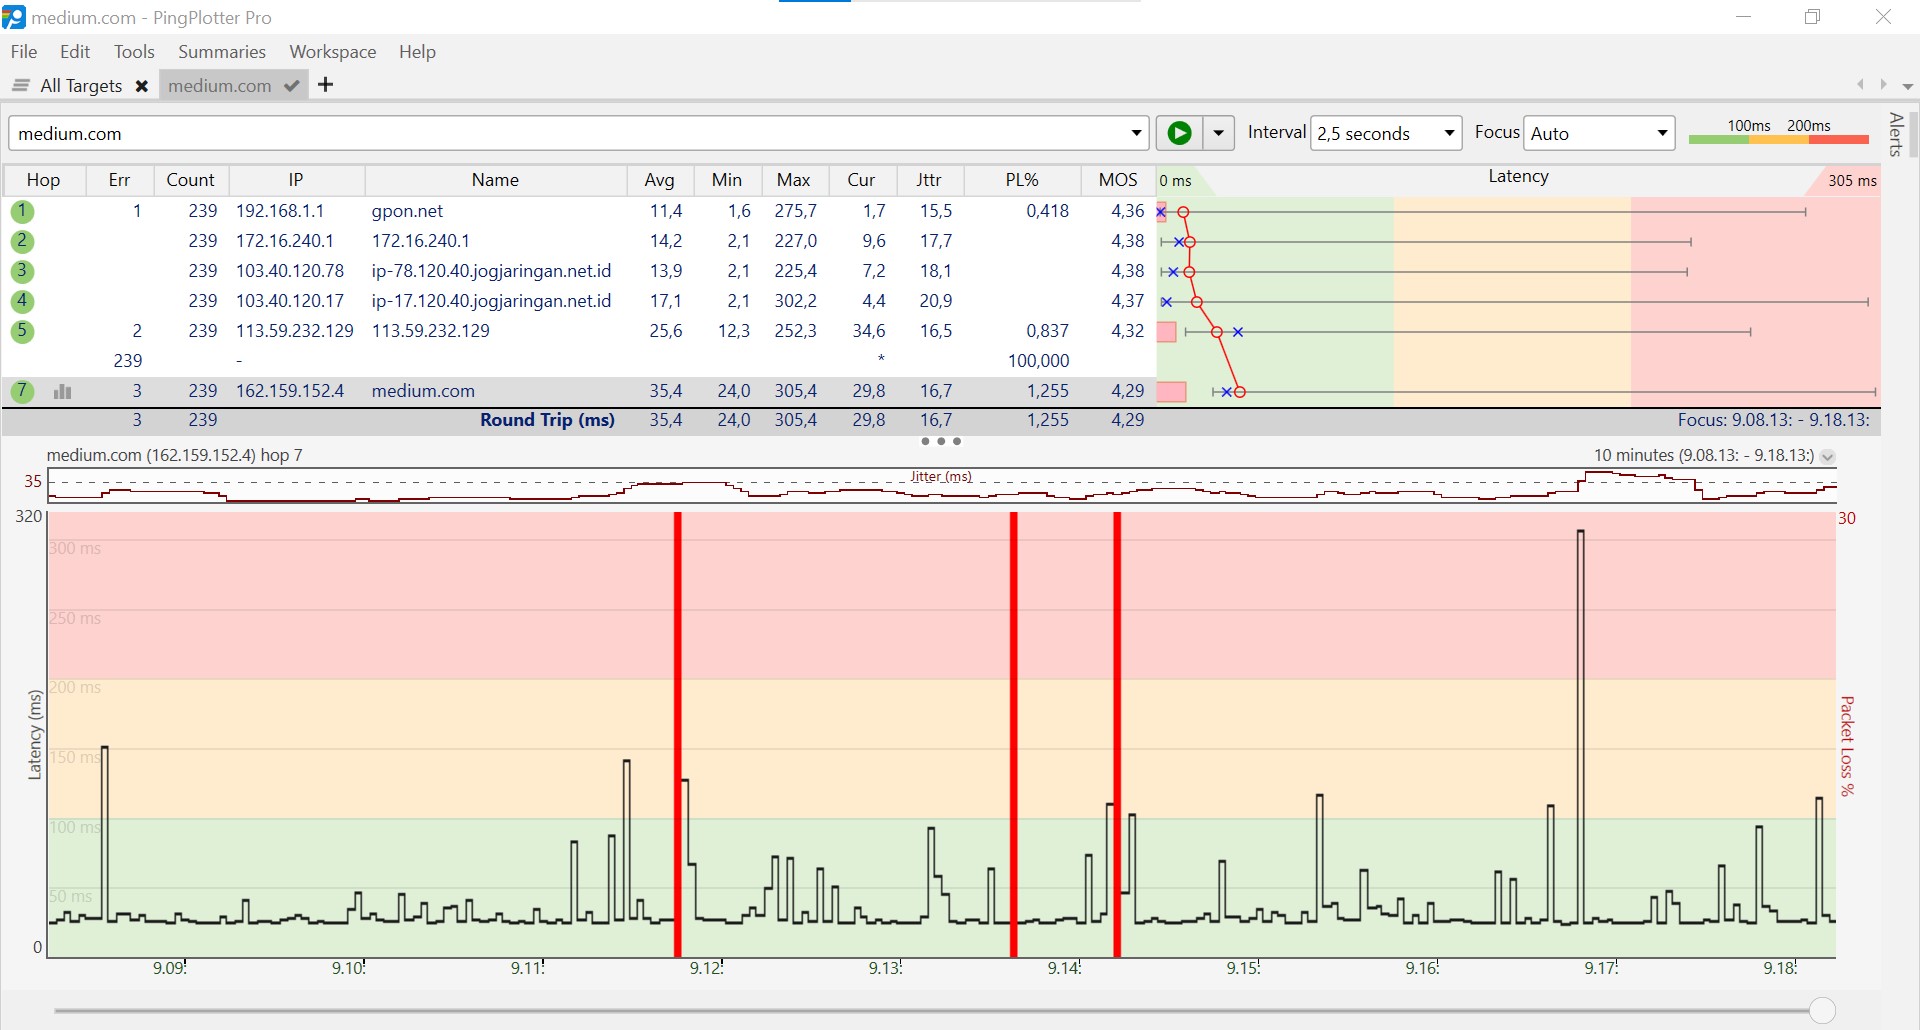 medium.com - PingPlotter Pro
File Edit Tools Summaries Workspace Help
All Targets medium.com
medium.com Interval 2,5 seconds Focus Auto 100ms 200ms
Alerts
Hop Err Count IP Name Avg Min Max Cur Jttr PL% MOS 0 ms Latency 305 ms
1 1 239 192.168.1.1 gpon.net 11,4 1,6 275,7 1,7 15,5 0,418 4,36
2 239 172.16.240.1 172.16.240.1 14,2 2,1 227,0 9,6 17,7 4,38
3 239 103.40.120.78 ip-78.120.40.jogjaringan.net.id 13,9 2,1 225,4 7,2 18,1 4,38
4 239 103.40.120.17 ip-17.120.40.jogjaringan.net.id 17,1 2,1 302,2 4,4 20,9 4,37
5 2 239 113.59.232.129 113.59.232.129 25,6 12,3 252,3 34,6 16,5 0,837 4,32
239 - * 100,000
7 3 239 162.159.152.4 medium.com 35,4 24,0 305,4 29,8 16,7 1,255 4,29
3 239 Round Trip (ms) 35,4 24,0 305,4 29,8 16,7 1,255 4,29 Focus: 9.08.13: - 9.18.13:
medium.com (162.159.152.4) hop 7 10 minutes (9.08.13: - 9.18.13:)
35 Jitter (ms)
320 30
300 ms
250 ms
200 ms
150 ms
100 ms
50 ms
0
Latency (ms)
Packet Loss %
9.09: 9.10: 9.11: 9.12: 9.13: 9.14: 9.15: 9.16: 9.17: 9.18: